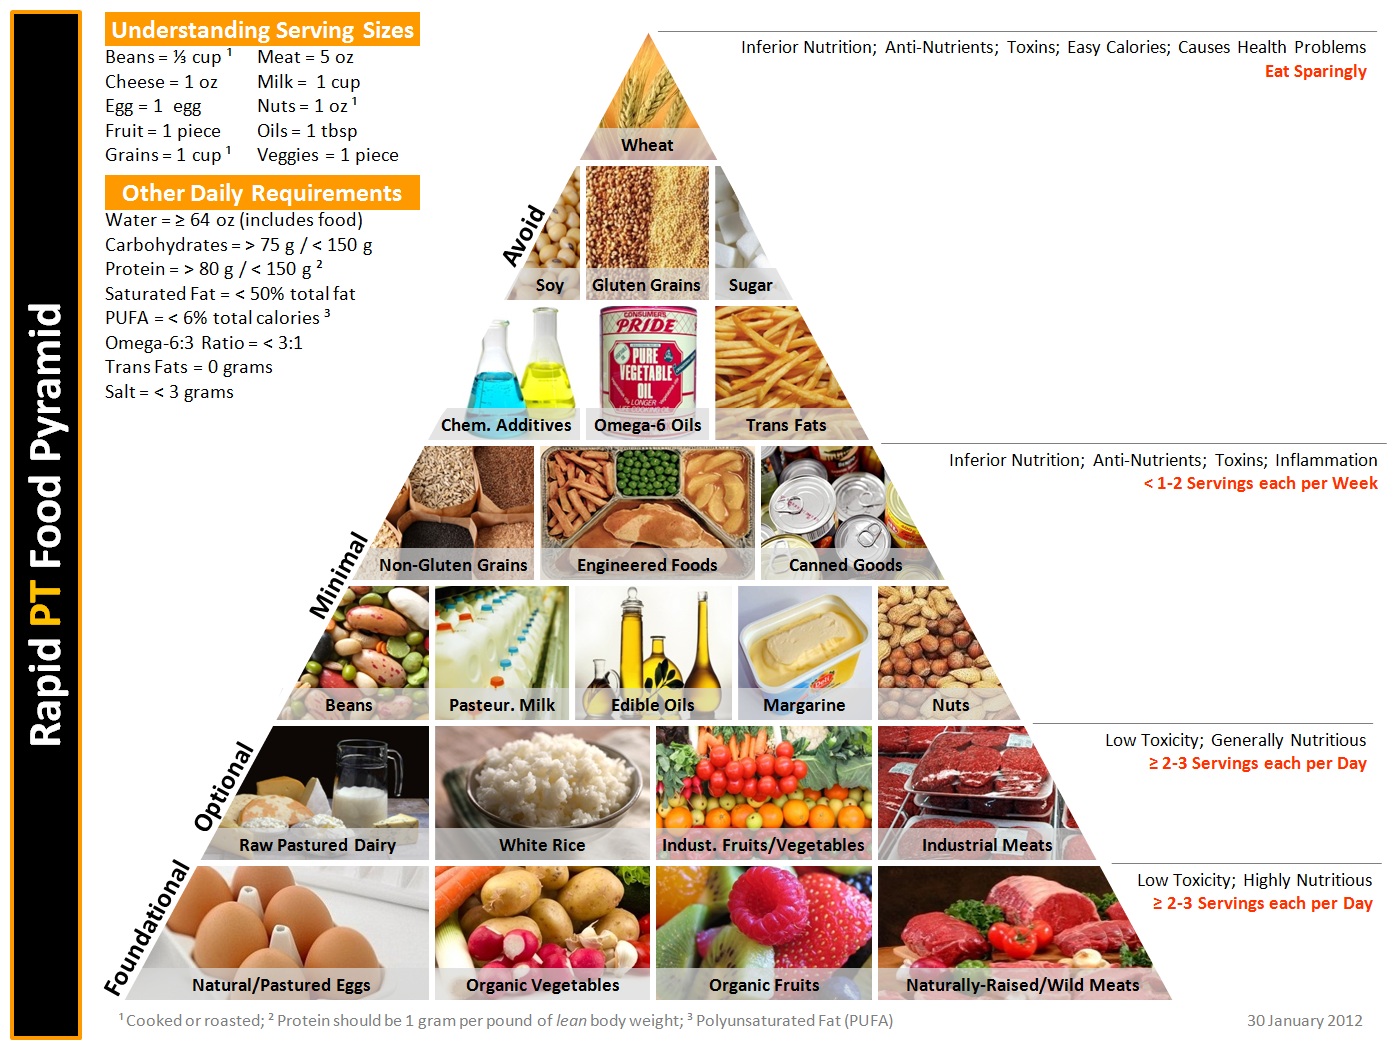 Rapid PT Food Pyramid
Understanding Serving Sizes
Beans = ⅓ cup ¹ Meat = 5 oz
Cheese = 1 oz Milk = 1 cup
Egg = 1 egg Nuts = 1 oz ¹
Fruit = 1 piece Oils = 1 tbsp
Grains = 1 cup ¹ Veggies = 1 piece
Other Daily Requirements
Water = ≥ 64 oz (includes food)
Carbohydrates = > 75 g / < 150 g
Protein = > 80 g / < 150 g ²
Saturated Fat = < 50% total fat
PUFA = < 6% total calories ³
Omega-6:3 Ratio = < 3:1
Trans Fats = 0 grams
Salt = < 3 grams
Inferior Nutrition; Anti-Nutrients; Toxins; Easy Calories; Causes Health Problems
Eat Sparingly
Wheat
Avoid
Soy Gluten Grains Sugar
CONSUMERS
PRIDE
PURE
VEGETABLE
OIL
LONGER
Chem. Additives Omega-6 Oils Trans Fats
Inferior Nutrition; Anti-Nutrients; Toxins; Inflammation
< 1-2 Servings each per Week
Minimal
Non-Gluten Grains Engineered Foods Canned Goods
Beans Pasteur. Milk Edible Oils Margarine Nuts
Low Toxicity; Generally Nutritious
≥ 2-3 Servings each per Day
Optional
Raw Pastured Dairy White Rice Indust. Fruits/Vegetables Industrial Meats
Low Toxicity; Highly Nutritious
≥ 2-3 Servings each per Day
Foundational
Natural/Pastured Eggs Organic Vegetables Organic Fruits Naturally-Raised/Wild Meats
¹ Cooked or roasted; ² Protein should be 1 gram per pound of lean body weight; ³ Polyunsaturated Fat (PUFA)
30 January 2012